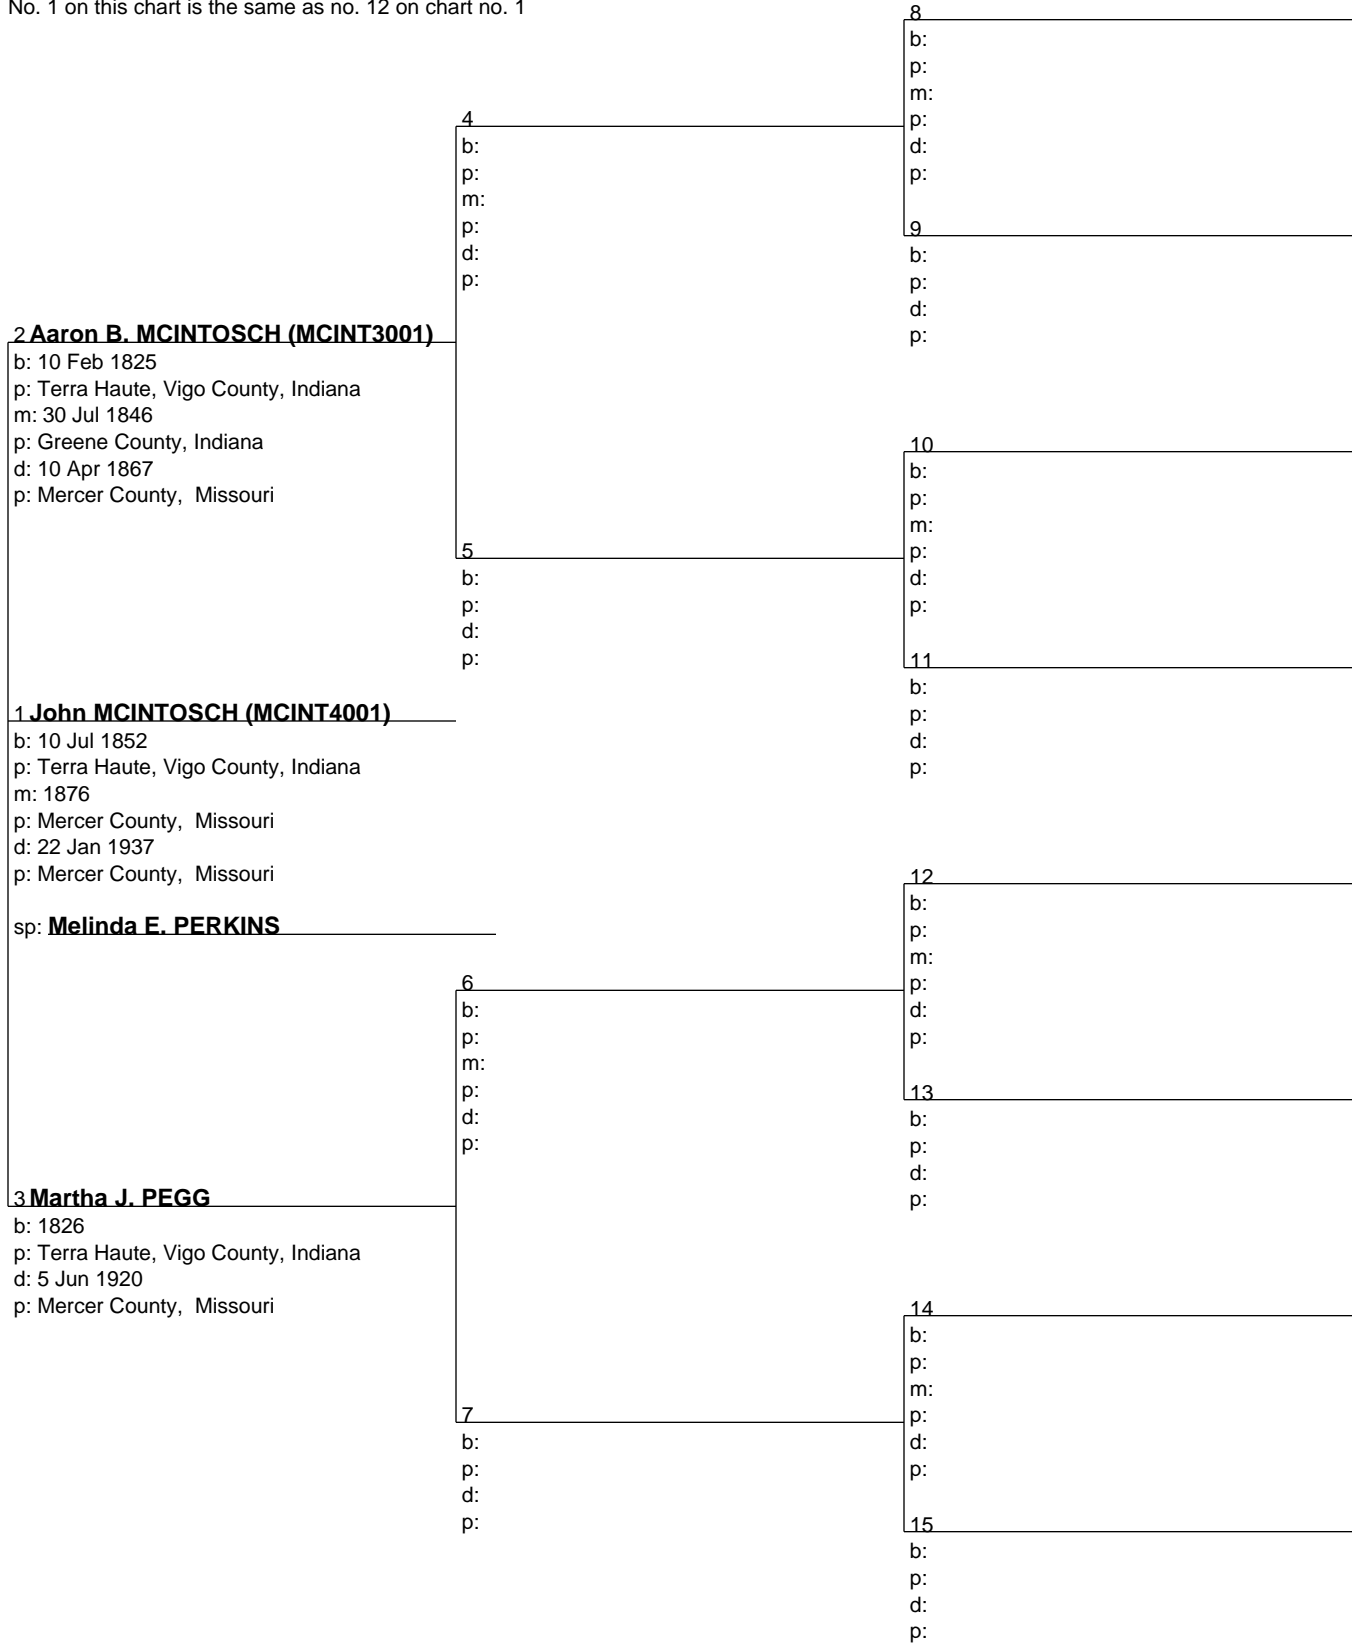 No. 1 on this chart is the same as no. 12 on chart no. 1
2 Aaron B. MCINTOSCH (MCINT3001)
b: 10 Feb 1825
p: Terra Haute, Vigo County, Indiana
m: 30 Jul 1846
p: Greene County, Indiana
d: 10 Apr 1867
p: Mercer County,  Missouri
1 John MCINTOSCH (MCINT4001)
b: 10 Jul 1852
p: Terra Haute, Vigo County, Indiana
m: 1876
p: Mercer County,  Missouri
d: 22 Jan 1937
p: Mercer County,  Missouri
sp: Melinda E. PERKINS
3 Martha J. PEGG
b: 1826
p: Terra Haute, Vigo County, Indiana
d: 5 Jun 1920
p: Mercer County,  Missouri
4
b:
p:
m:
p:
d:
p:
5
b:
p:
d:
p:
6
b:
p:
m:
p:
d:
p:
7
b:
p:
d:
p:
8
b:
p:
m:
p:
d:
p:
9
b:
p:
d:
p:
10
b:
p:
m:
p:
d:
p:
11
b:
p:
d:
p:
12
b:
p:
m:
p:
d:
p:
13
b:
p:
d:
p:
14
b:
p:
m:
p:
d:
p:
15
b:
p:
d:
p: